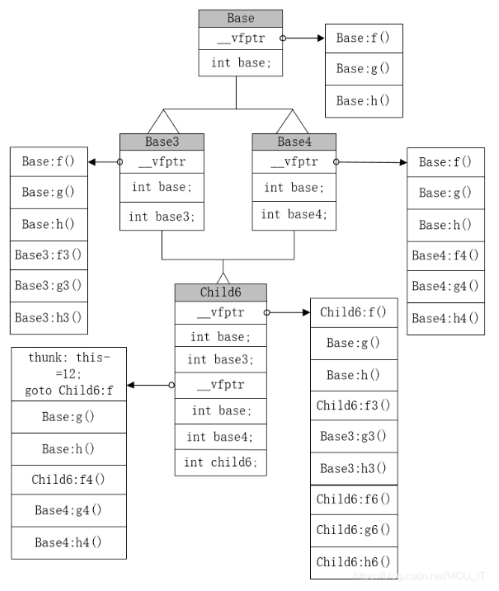 Base
__vfptr
int base;
Base:f()
Base:g()
Base:h()
Base3
__vfptr
int base;
int base3;
Base4
__vfptr
int base;
int base4;
Base:f()
Base:g()
Base:h()
Base3:f3()
Base3:g3()
Base3:h3()
Base:f()
Base:g()
Base:h()
Base4:f4()
Base4:g4()
Base4:h4()
Child6
__vfptr
int base;
int base3;
__vfptr
int base;
int base4;
int child6;
thunk: this-
=12;
goto Child6:f
Base:g()
Base:h()
Child6:f4()
Base4:g4()
Base4:h4()
Child6:f()
Base:g()
Base:h()
Child6:f3()
Base3:g3()
Base3:h3()
Child6:f6()
Child6:g6()
Child6:h6()
https://blog.csdn.net/MOU_IT